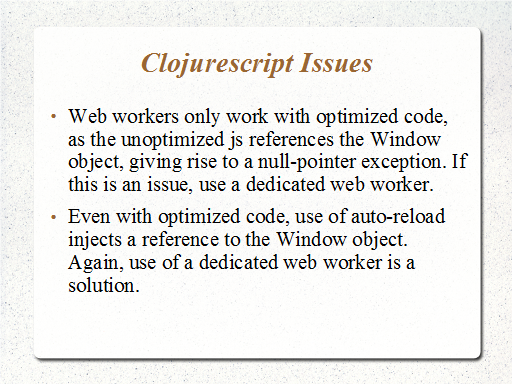 Clojurescript Issues
• Web workers only work with optimized code,
as the unoptimized js references the Window
object, giving rise to a null-pointer exception. If
this is an issue, use a dedicated web worker.
• Even with optimized code, use of auto-reload
injects a reference to the Window object.
Again, use of a dedicated web worker is a
solution.